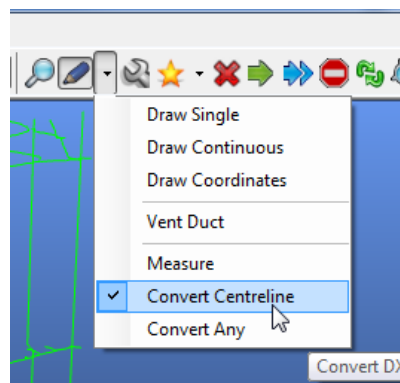 Draw Single
Draw Continuous
Draw Coordinates
Vent Duct
Measure
Convert Centreline
Convert Any
Convert DX